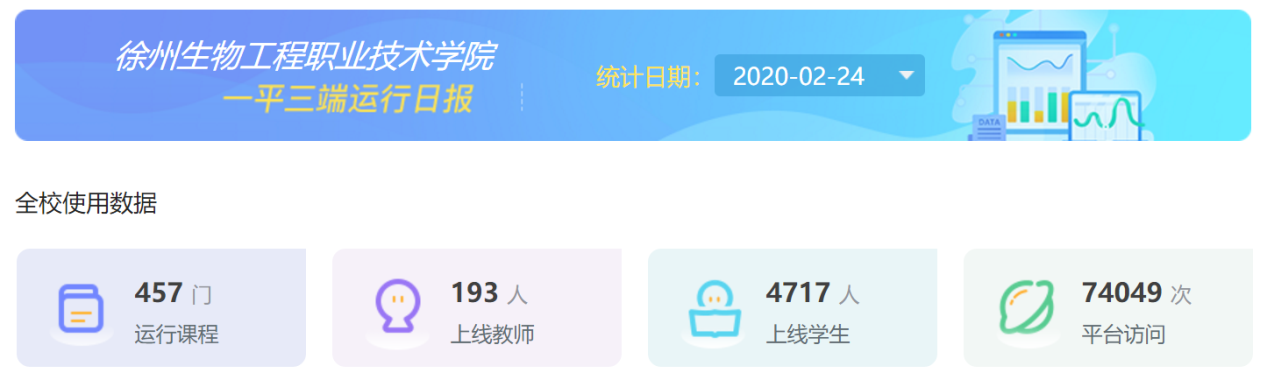 徐州生物工程职业技术学院
一平三端运行日报
统计日期：
2020-02-24
DATA
全校使用数据
457 门
运行课程
193 人
上线教师
4717 人
上线学生
74049 次
平台访问